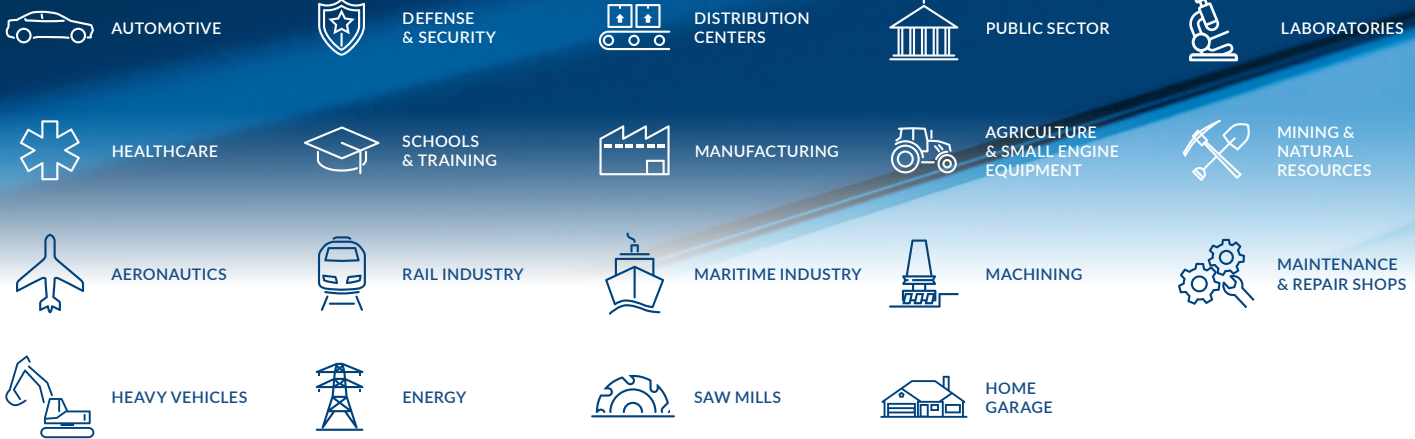 AUTOMOTIVE
DEFENSE
& SECURITY
DISTRIBUTION
CENTERS
PUBLIC SECTOR
LABORATORIES
HEALTHCARE
SCHOOLS
& TRAINING
MANUFACTURING
AGRICULTURE
& SMALL ENGINE
EQUIPMENT
MINING &
NATURAL
RESOURCES
AERONAUTICS
RAIL INDUSTRY
MARITIME INDUSTRY
MACHINING
MAINTENANCE
& REPAIR SHOPS
HEAVY VEHICLES
ENERGY
SAW MILLS
HOME
GARAGE